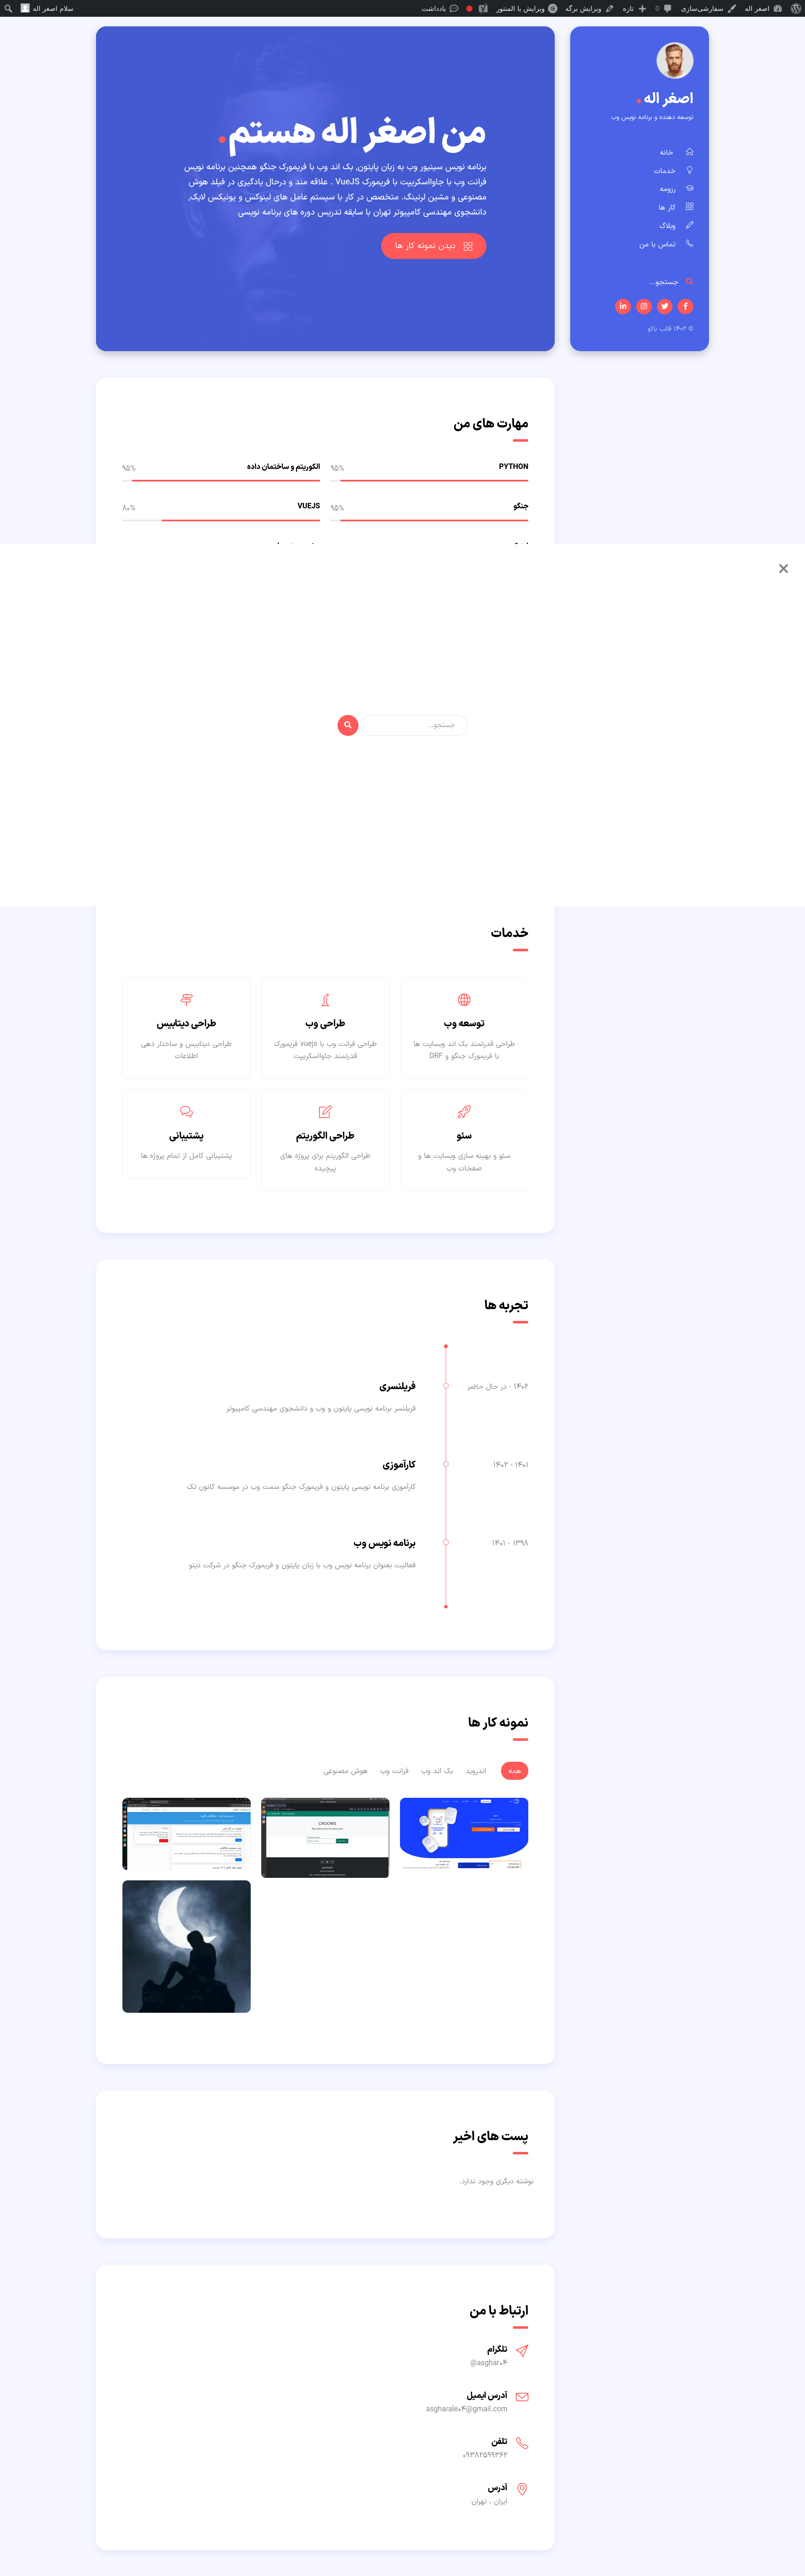 اصغر اله
سفارشی‌سازی
0
تازه
ویرایش برگه
ویرایش با المنتور
یادداشت
سلام اصغر اله
اصغر اله .
توسعه دهنده و برنامه نویس وب
خانه
خدمات
رزومه
کار ها
وبلاگ
تماس با من
جستجو...
© ۱۴۰۲ قالب باکو
من اصغر اله هستم.
برنامه نویس سینیور وب به زبان پایتون, بک اند وب با فریمورک جنگو همچنین برنامه نویس
فرانت وب با جاوااسکریپت با فریمورک VueJS . علاقه مند و درحال یادگیری در فیلد هوش
مصنوعی و مشین لرنینگ. متخصص در کار با سیستم عامل های لینوکس و یونیکس لایک,
دانشجوی مهندسی کامپیوتر تهران با سابقه تدریس دوره های برنامه نویسی
دیدن نمونه کار ها
مهارت های من
PYTHON ۹۵%
الکوریتم و ساختمان داده ۹۵%
جنگو ۹۵%
VUEJS ۸۰%
جستجو...
خدمات
توسعه وب
طراحی قدرتمند بک اند وبسایت ها
با فریمورک جنگو و DRF
طراحی وب
طراحی فرانت وب با vuejs فریمورک
قدرتمند جاوااسکریپت
طراحی دیتابیس
طراحی دیتابیس و ساختار دهی
اطلاعات
سئو
سئو و بهینه سازی وبسایت ها و
صفحات وب
طراحی الگوریتم
طراحی الگوریتم برای پروژه های
پیچیده
پشتیبانی
پشتیبانی کامل از تمام پروژه ها
تجربه ها
۱۴۰۲ - در حال حاضر
فریلنسری
فریلنسر برنامه نویسی پایتون و وب و دانشجوی مهندسی کامپیوتر
۱۴۰۱ - ۱۴۰۲
کارآموزی
کارآموزی برنامه نویسی پایتون و فریمورک جنگو سمت وب در موسسه کانون تک
۱۳۹۸ - ۱۴۰۱
برنامه نویس وب
فعالیت بعنوان برنامه نویس وب با زبان پایتون و فریمورک جنگو در شرکت دینو
نمونه کار ها
همه
اندروید
بک اند وب
فرانت وب
هوش مصنوعی
CROOMS
پست های اخیر
نوشته دیگری وجود ندارد.
ارتباط با من
تلگرام
@asghar۰۴
آدرس ایمیل
asgharale۰۴@gmail.com
تلفن
۰۹۳۸۲۵۹۹۳۶۲
آدرس
ایران ، تهران